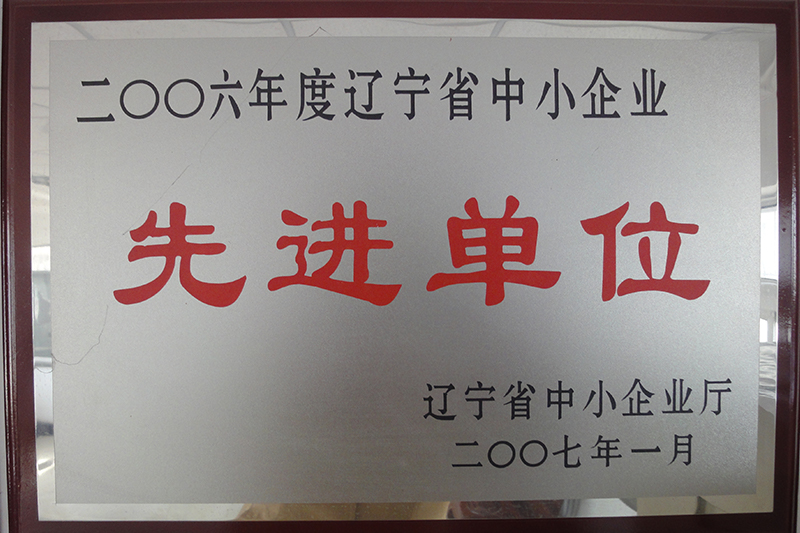 二〇〇六年度辽宁省中小企业
先进单位
辽宁省中小企业厅
二〇〇七年一月